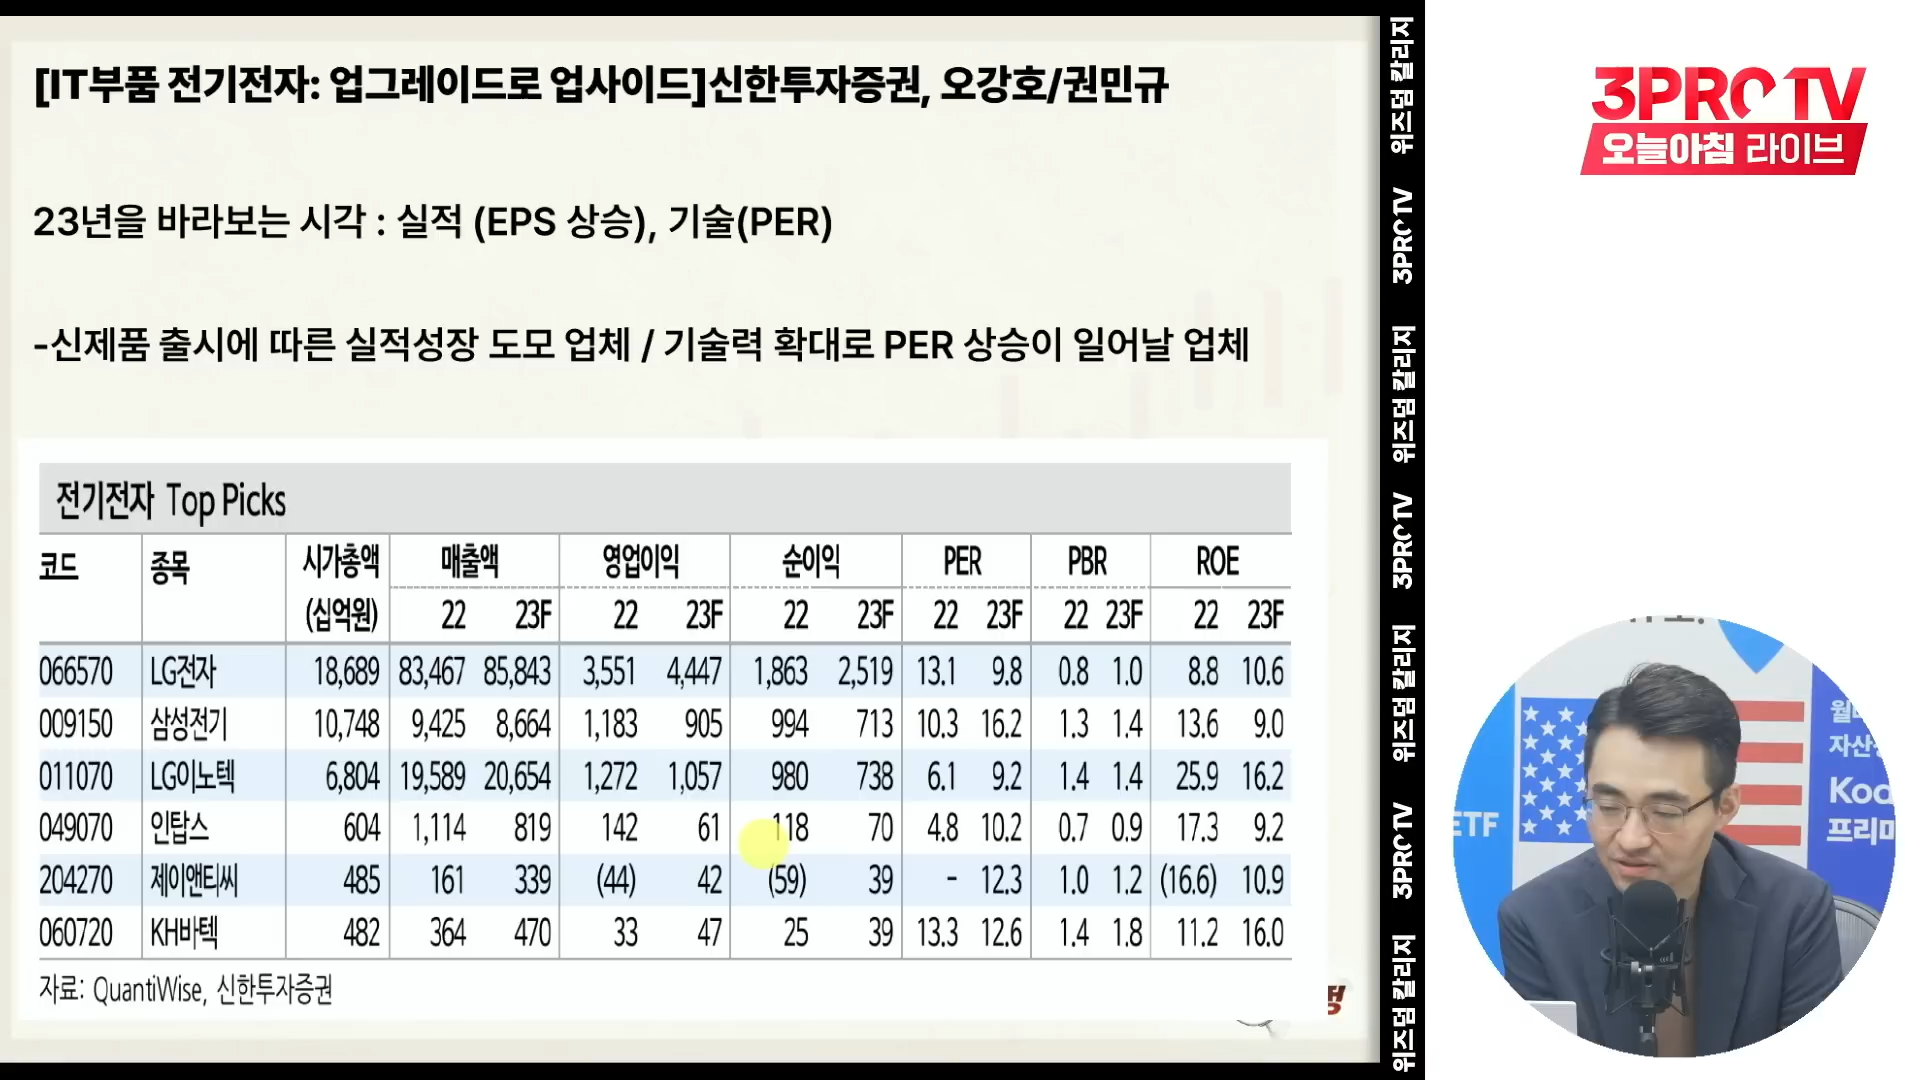 [IT부품 전기전자: 업그레이드로 업사이드]신한투자증권, 오강호/권민규
23년을 바라보는 시각 : 실적 (EPS 상승), 기술(PER)
-신제품 출시에 따른 실적성장 도모 업체 / 기술력 확대로 PER 상승이 일어날 업체
전기전자 Top Picks
코드 종목 시가총액 매출액 영업이익 순이익 PER PBR ROE
(십억원) 22 23F 22 23F 22 23F 22 23F 22 23F 22 23F
066570 LG전자 18,689 83,467 85,843 3,551 4,447 1,863 2,519 13.1 9.8 0.8 1.0 8.8 10.6
009150 삼성전기 10,748 9,425 8,664 1,183 905 994 713 10.3 16.2 1.3 1.4 13.6 9.0
011070 LG이노텍 6,804 19,589 20,654 1,272 1,057 980 738 6.1 9.2 1.4 1.4 25.9 16.2
049070 인탑스 604 1,114 819 142 61 118 70 4.8 10.2 0.7 0.9 17.3 9.2
204270 제이앤티씨 485 161 339 (44) 42 (59) 39 - 12.3 1.0 1.2 (16.6) 10.9
060720 KH바텍 482 364 470 33 47 25 39 13.3 12.6 1.4 1.8 11.2 16.0
자료: QuantiWise, 신한투자증권
위즈덤 칼리지
3PROTV
위즈덤 칼리지
3PROTV
위즈덤 칼리지
3PROTV
위즈덤 칼리지
3PROTV
오늘아침 라이브
ETF
자산
프리미